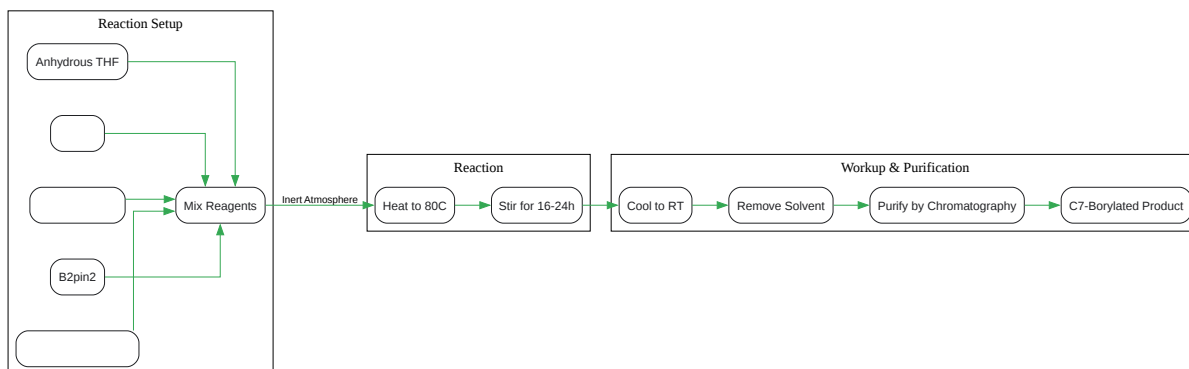 Reaction Setup
Anhydrous THF
Mix Reagents
B2pin2
Inert Atmosphere
Reaction
Heat to 80C
Stir for 16-24h
Workup & Purification
Cool to RT
Remove Solvent
Purify by Chromatography
C7-Borylated Product